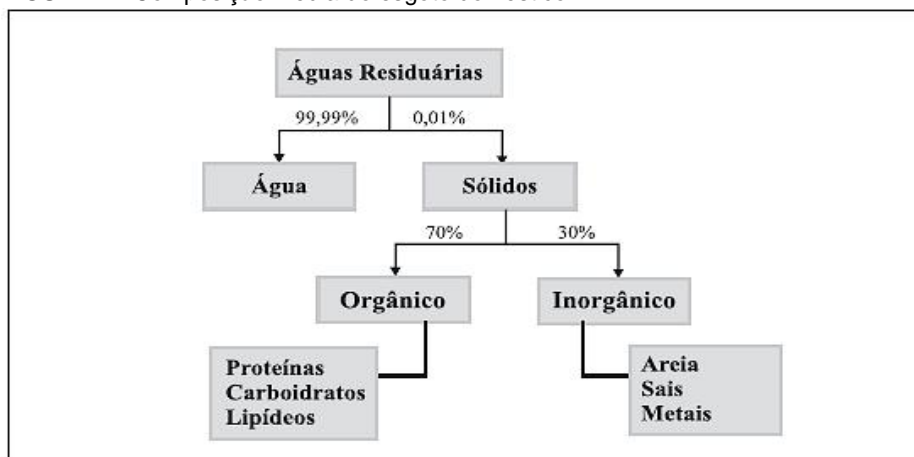 Águas Residuárias
99,99%
0,01%
Água
Sólidos
70%
30%
Orgânico
Inorgânico
Proteínas
Carboidratos
Lipídeos
Areia
Sais
Metais